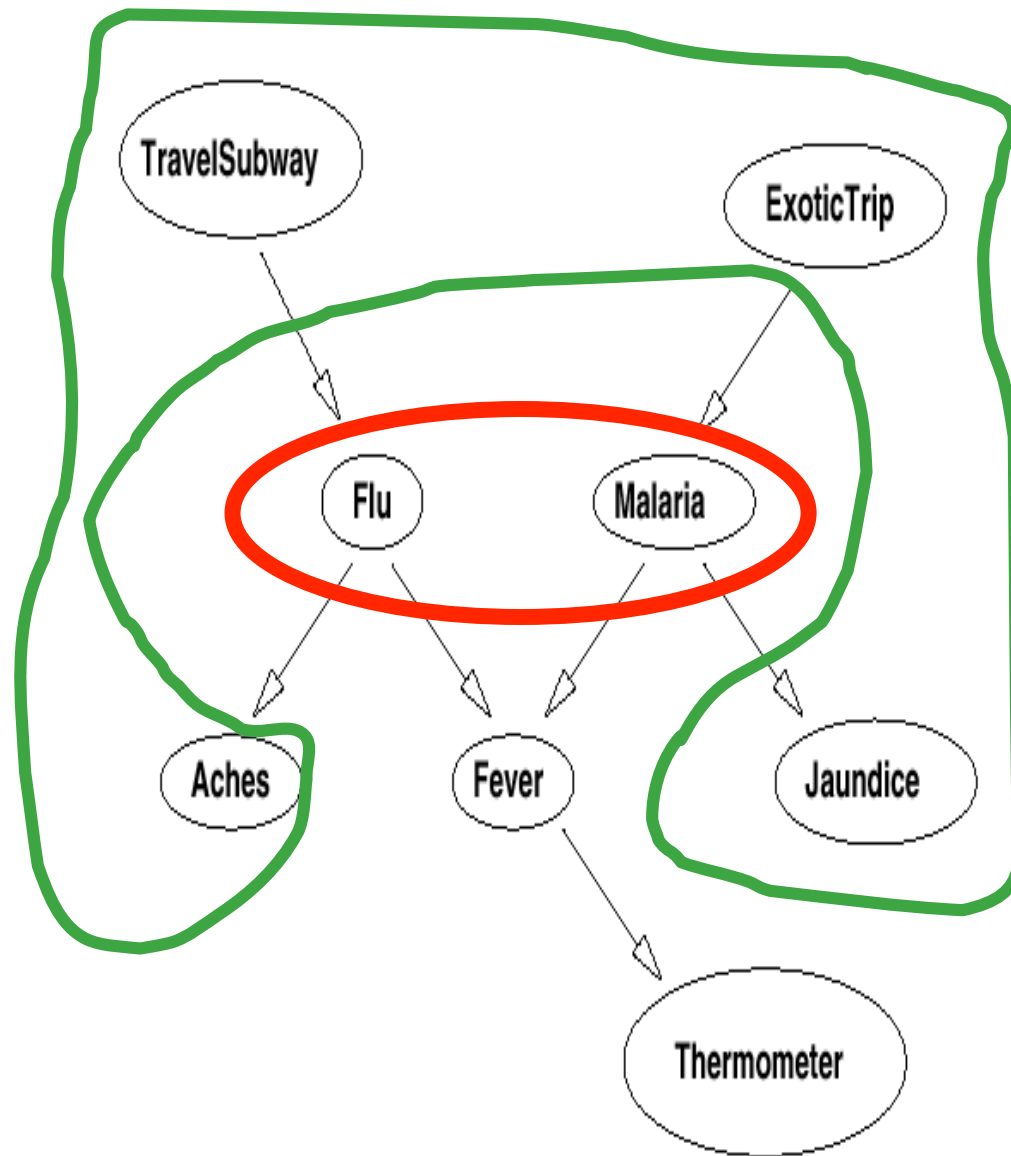 TravelSubway
ExoticTrip
Flu
Malaria
Aches
Fever
Jaundice
Thermometer